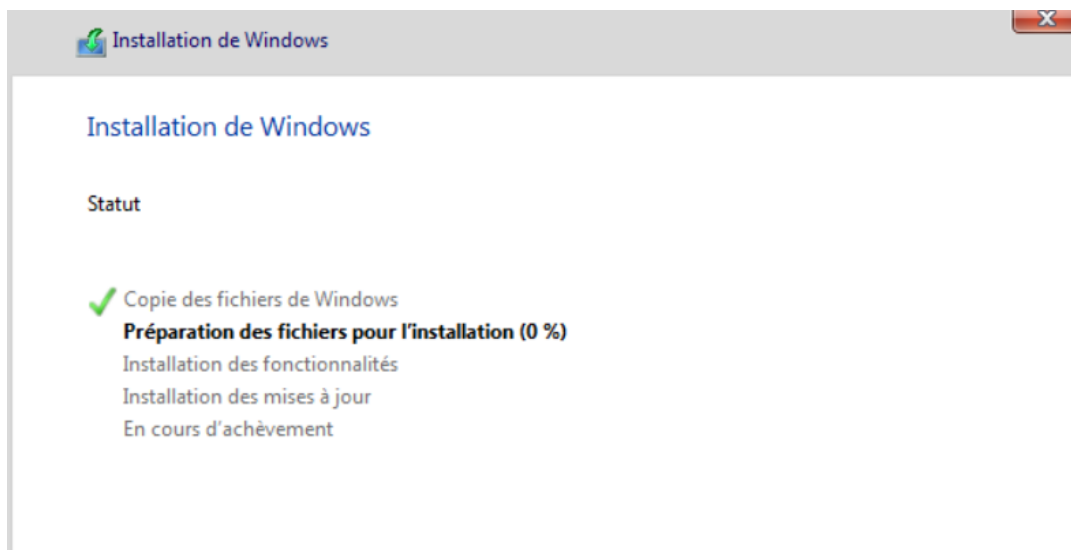 Installation de Windows
Installation de Windows
Statut
Copie des fichiers de Windows
Préparation des fichiers pour l'installation (0 %)
Installation des fonctionnalités
Installation des mises à jour
En cours d'achèvement